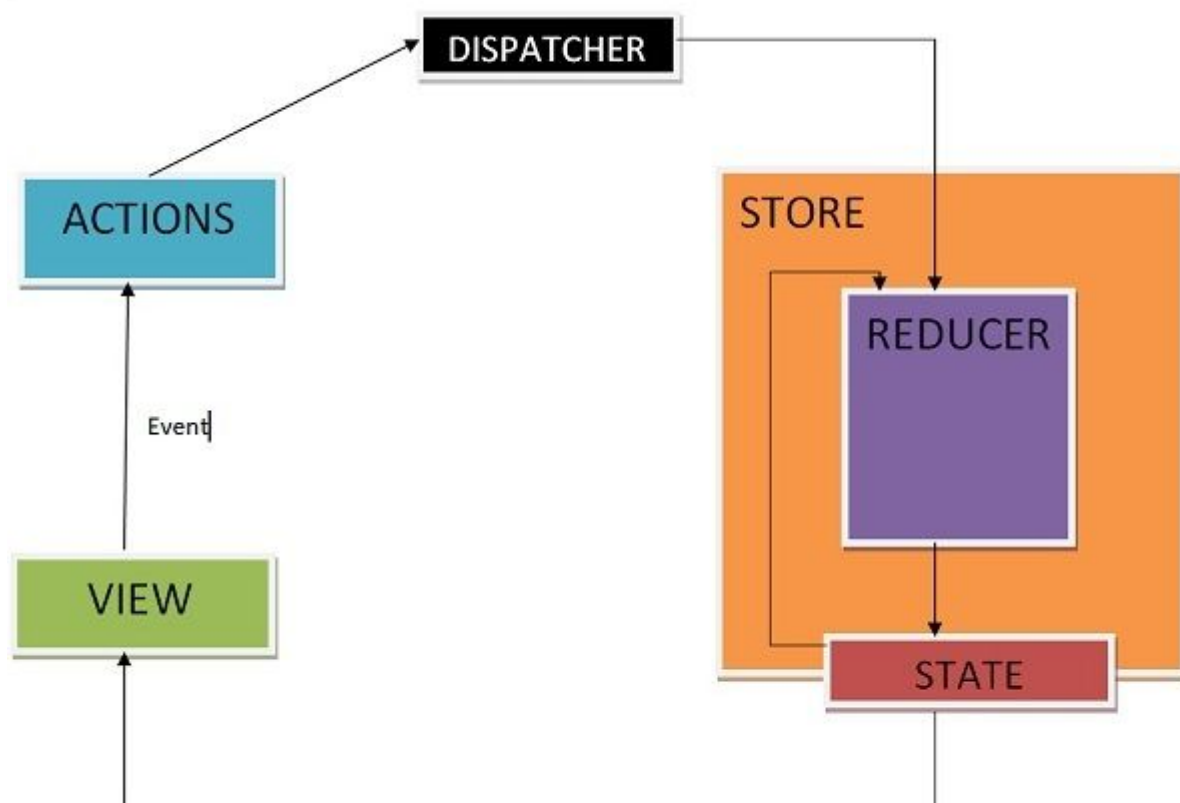 DISPATCHER
ACTIONS
STORE
REDUCER
Event
VIEW
STATE